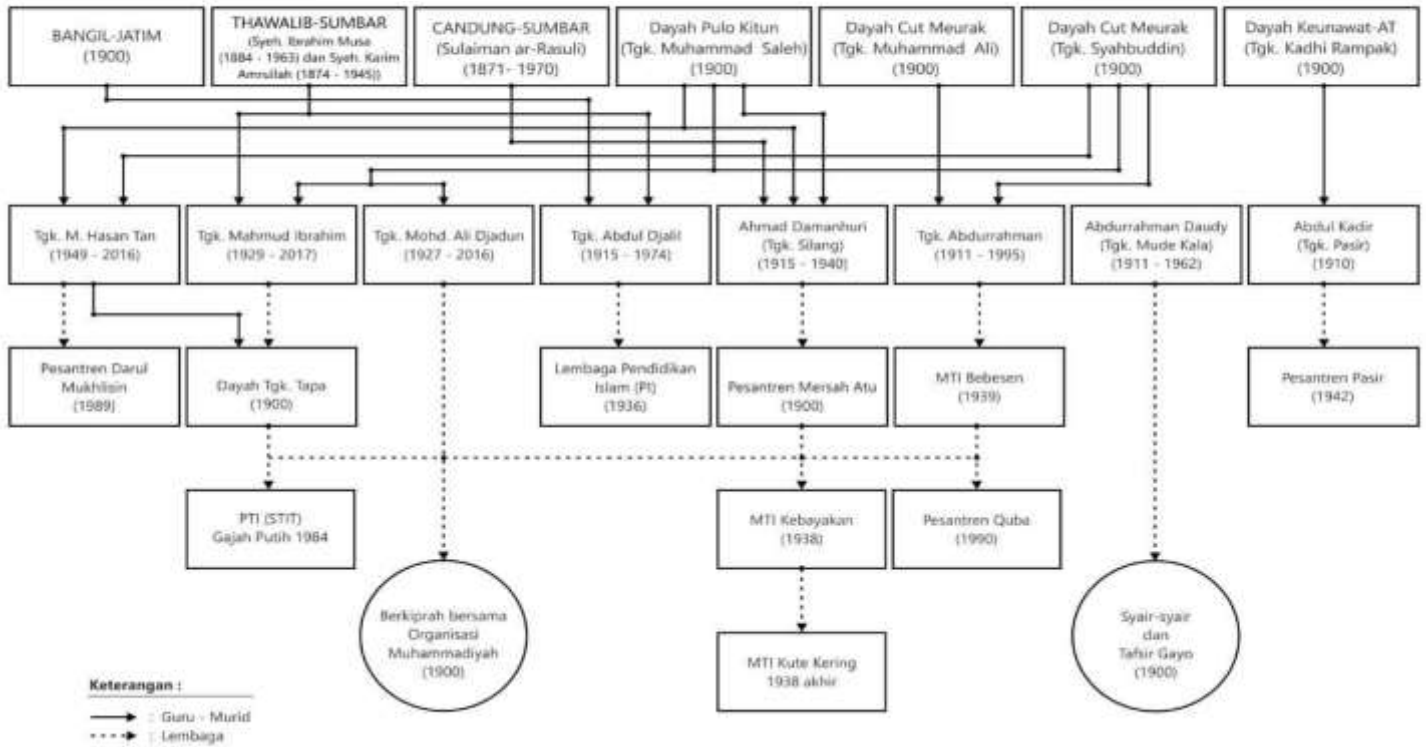 BANGIL-JATIM
(1900)
THAWALIB-SUMBAR
(Syeh. Ibrahim Musa
(1884 - 1963) dan Syeh. Karim
Amrullah (1874 - 1945))
CANDUNG-SUMBAR
(Sulaiman ar-Rasuli)
(1871- 1970)
Dayah Pulo Kitun
(Tgk. Muhammad Saleh)
(1900)
Dayah Cut Meurak
(Tgk. Muhammad Ali)
(1900)
Dayah Cut Meurak
(Tgk. Syahbuddin)
(1900)
Dayah Keunawat-AT
(Tgk. Kadhi Rampak)
(1900)
Tgk. M. Hasan Tan
(1949 - 2016)
Tgk. Mahmud Ibrahim
(1929 - 2017)
Tgk. Mohd. Ali Djadun
(1927 - 2016)
Tgk. Abdul Djalil
(1915 - 1974)
Ahmad Damanhuri
(Tgk. Silang)
(1915 - 1940)
Tgk. Abdurrahman
(1911 - 1995)
Abdurrahman Daudy
(Tgk. Mude Kala)
(1911 - 1962)
Abdul Kadir
(Tgk. Pasir)
(1910)
Pesantren Darul
Mukhlisin
(1989)
Dayah Tgk. Tapa
(1900)
Lembaga Pendidikan
Islam (PI)
(1936)
Pesantren Mersah Atu
(1900)
MTI Bebesen
(1939)
Pesantren Pasir
(1942)
PTI (STIT)
Gajah Putih 1984
MTI Kebayakan
(1938)
Pesantren Quba
(1990)
Berkiprah bersama
Organisasi
Muhammadiyah
(1900)
MTI Kute Kering
1938 akhir
Syair-syair
dan
Tafsir Gayo
(1900)
Keterangan :
: Guru - Murid
: Lembaga